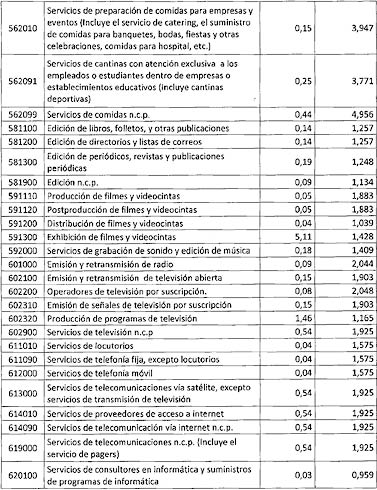 562010 Servicios de preparación de comidas para empresas y
eventos (Incluye el servicio de catering, el suministro
de comidas para banquetes, bodas, fiestas y otras
celebraciones, comidas para hospital, etc.) 0,15 3,947
562091 Servicios de cantinas con atención exclusiva a los
empleados o estudiantes dentro de empresas o
establecimientos educativos (incluye cantinas
deportivas) 0,25 3,771
562099 Servicios de comidas n.c.p. 0,44 4,956
581100 Edición de libros, folletos, y otras publicaciones 0,14 1,257
581200 Edición de directorios y listas de correos 0,14 1,257
581300 Edición de periódicos, revistas y publicaciones
periódicas 0,19 1,248
581900 Edición n.c.p. 0,09 1,134
591110 Producción de filmes y videocintas 0,05 1,883
591120 Postproducción de filmes y videocintas 0,05 1,883
591200 Distribución de filmes y videocintas 0,04 1,039
591300 Exhibición de filmes y videocintas 5,11 1,428
592000 Servicios de grabación de sonido y edición de música 0,18 1,409
601000 Emisión y retransmisión de radio 0,09 2,044
602100 Emisión y retransmisión de televisión abierta 0,15 1,903
602200 Operadores de televisión por suscripción. 0,08 2,048
602310 Emisión de señales de televisión por suscripción 0,15 1,903
602320 Producción de programas de televisión 1,46 1,165
602900 Servicios de televisión n.c.p 0,54 1,925
611010 Servicios de locutorios 0,04 1,575
611090 Servicios de telefonía fija, excepto locutorios 0,04 1,575
612000 Servicios de telefonía móvil 0,04 1,575
613000 Servicios de telecomunicaciones vía satélite, excepto
servicios de transmisión de televisión 0,54 1,925
614010 Servicios de proveedores de acceso a internet 0,54 1,925
614090 Servicios de telecomunicación vía internet n.c.p. 0,54 1,925
619000 Servicios de telecomunicaciones n.c.p. (Incluye el
servicio de pagers) 0,54 1,925
620100 Servicios de consultores en informática y suministros
de programas de informática 0,03 0,959